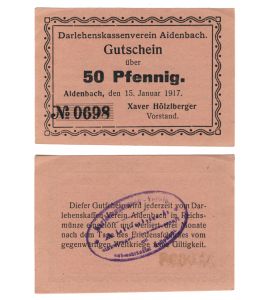 Darlehenskassenverein Aidenbach.
Gutschein
über
50 Pfennig.
Aidenbach, den 15. Januar 1917.
№ 0698
Xaver Hölzlberger
Vorstand.
Dieser Gutschein wird jederzeit vom Dar-
lehenskassen-Verein Aidenbach in Reichs-
münze eingelöst und verliert drei Monate
nach dem Tage des Friedensschlusses vom
gegenwärtigen Weltkriege seine Giltigkeit.